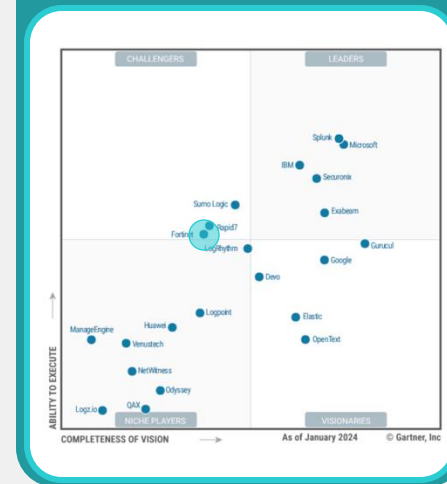 CHALLENGERS
LEADERS
Splunk
Microsoft
IBM
Securonix
Sumo Logic
Exabeam
Rapid7
Fortinet
LogRhythm
Gurucul
Google
Devo
Logpoint
Elastic
Huawei
ManageEngine
Venustech
OpenText
NetWitness
Odyssey
Logz.io
QAX
NICHE PLAYERS
VISIONARIES
ABILITY TO EXECUTE
COMPLETENESS OF VISION
As of January 2024
© Gartner, Inc